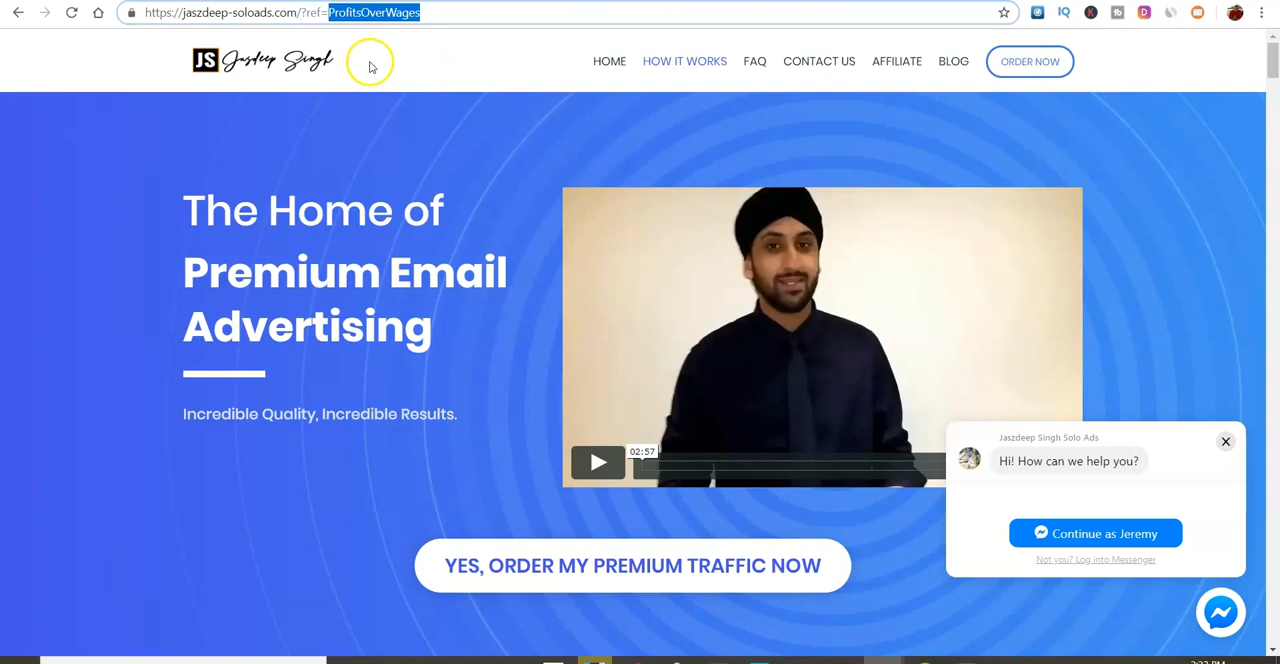 https://jaszdeep-soloads.com/?ref=ProfitsOverWages
JS Jasdeep Singh
HOME HOW IT WORKS FAQ CONTACT US AFFILIATE BLOG ORDER NOW
The Home of
Premium Email
Advertising
Incredible Quality, Incredible Results.
02:57
Jaszdeep Singh Solo Ads
Hi! How can we help you?
Continue as Jeremy
Not you? Log into Messenger
YES, ORDER MY PREMIUM TRAFFIC NOW